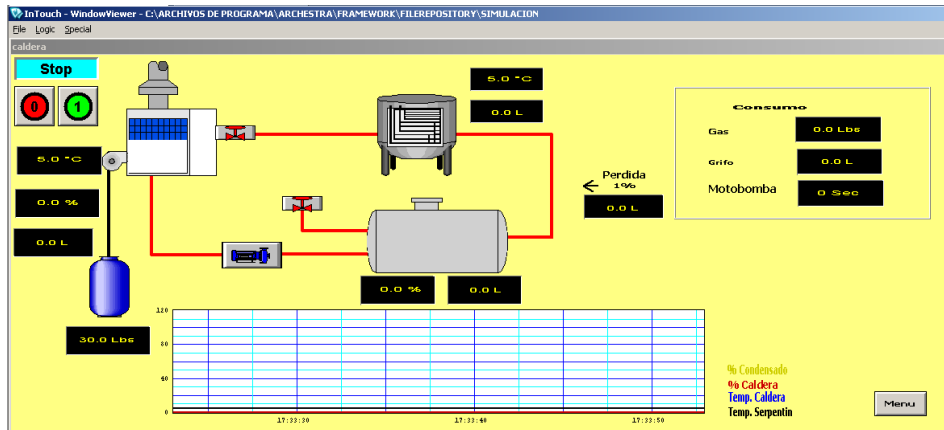 InTouch - WindowViewer - C:\ARCHIVOS DE PROGRAMA\ARCHESTRA\FRAMEWORK\FILEREPOSITORY\SIMULACION
File Logic Special
caldera
Stop
0 1
5.0 °C
0.0 L
Consumo
Gas 0.0 Lbs
Grifo 0.0 L
Motobomba 0 Sec
5.0 °C
0.0 %
0.0 L
30.0 Lbs
Perdida
1%
0.0 L
0.0 % 0.0 L
120
80
40
0
17:33:30 17:33:40 17:33:50
% Condensado
% Caldera
Temp. Caldera
Temp. Serpentin
Menu